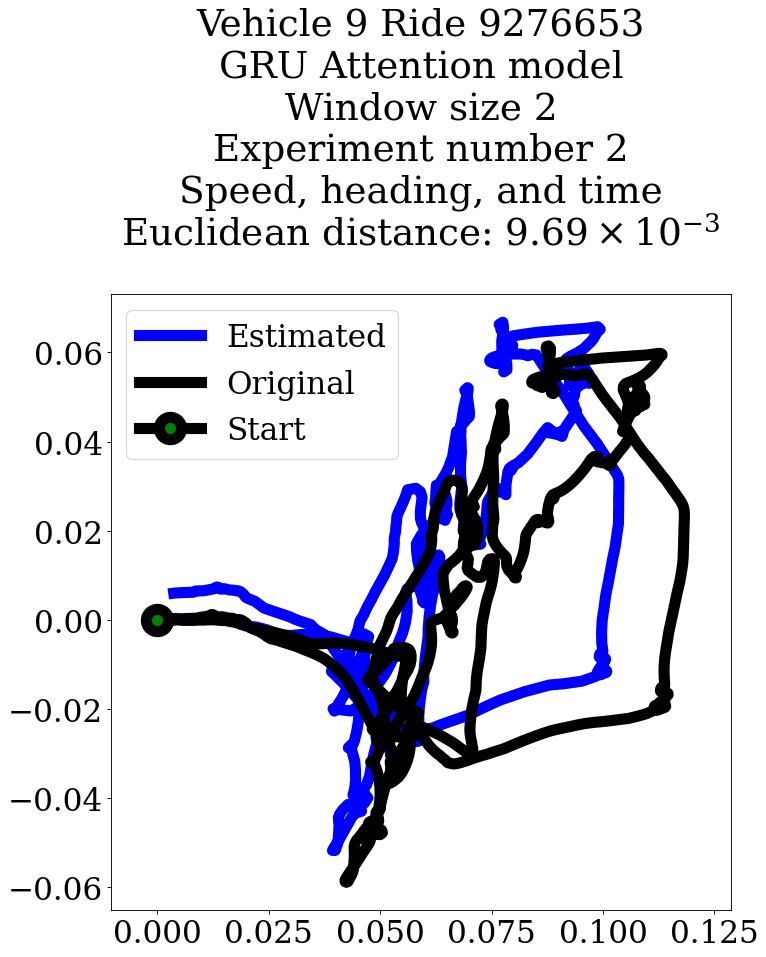 Vehicle 9 Ride 9276653
GRU Attention model
Window size 2
Experiment number 2
Speed, heading, and time
Euclidean distance: 9.69 × 10⁻³
Estimated
Original
Start
0.06
0.04
0.02
0.00
−0.02
−0.04
−0.06
0.000 0.025 0.050 0.075 0.100 0.125